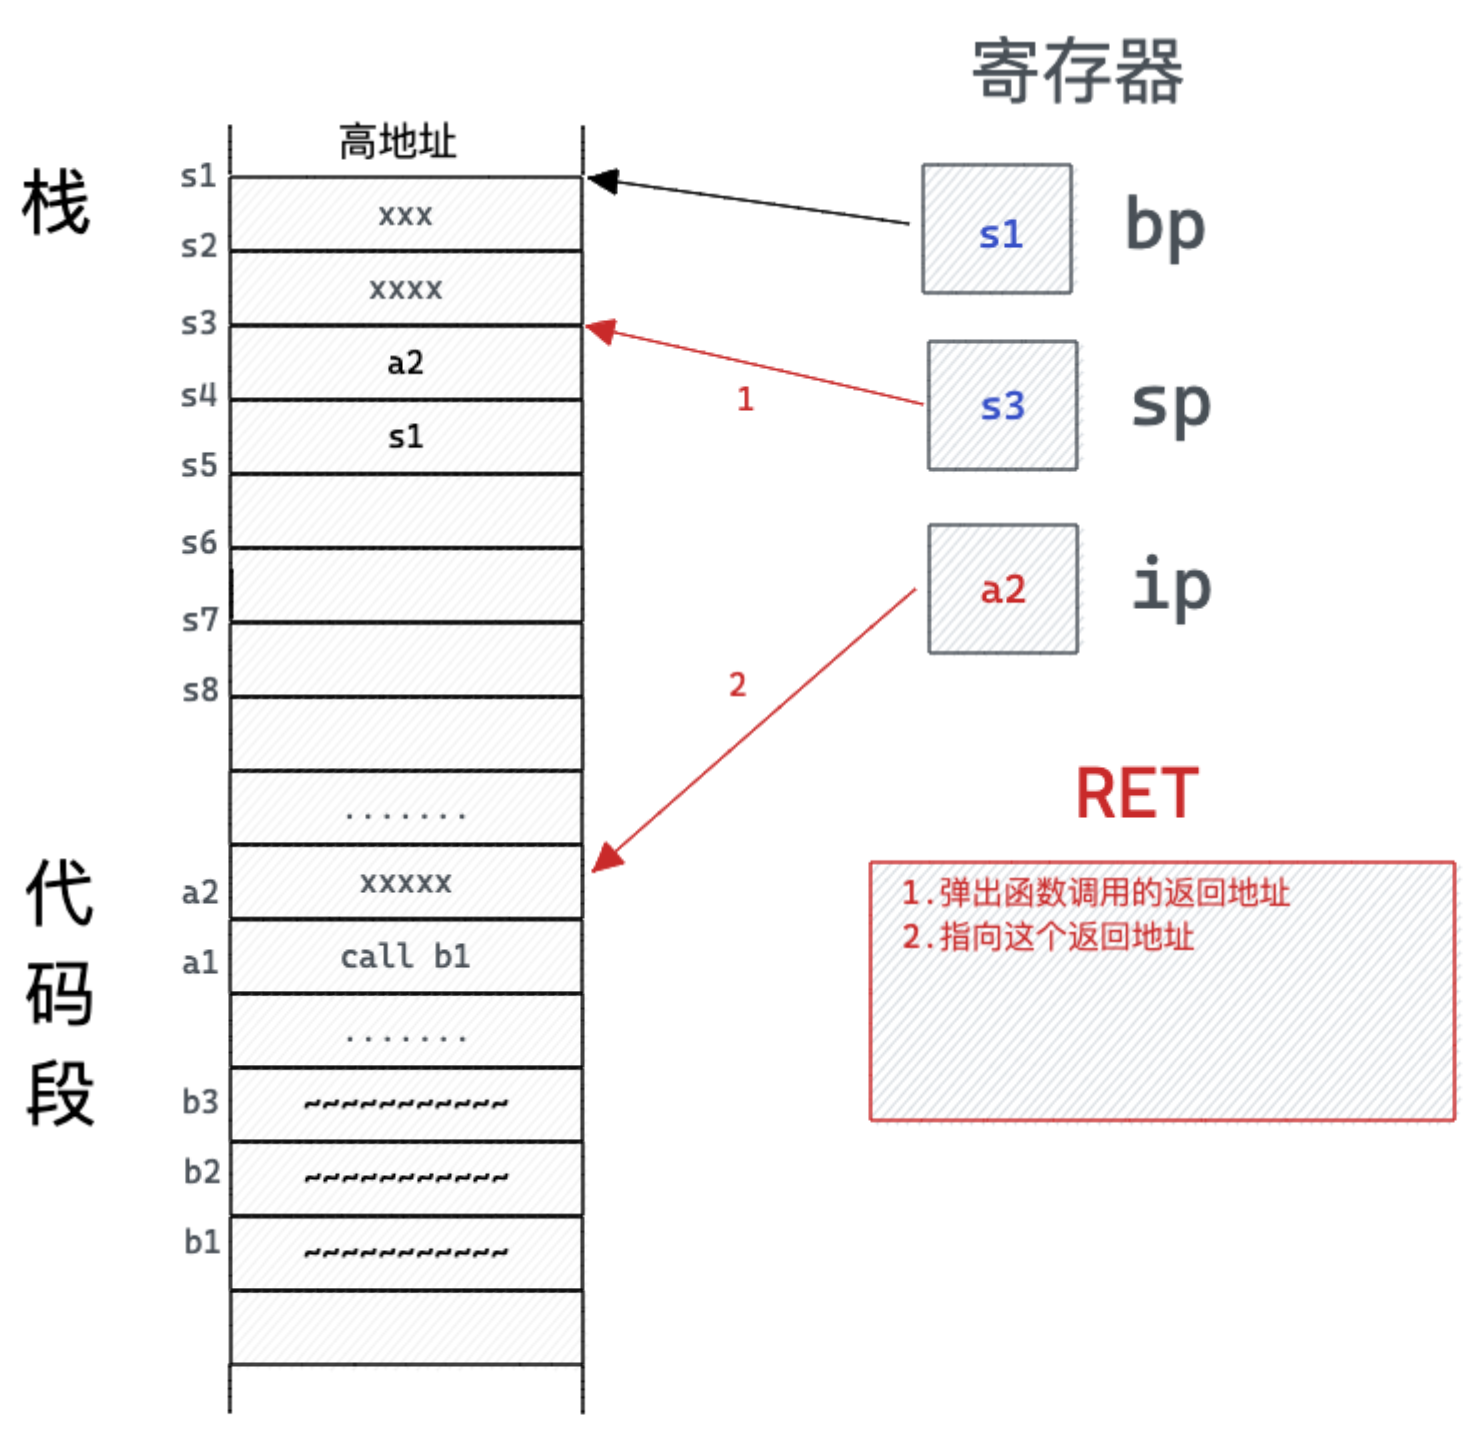 寄存器
高地址
栈
s1
xxx
s1
bp
s2
xxxx
s3
a2
1
s3
sp
s4
s1
s5
s6
a2
ip
s7
2
s8
RET
.......
代码段
a2
xxxxx
1.弹出函数调用的返回地址
2.指向这个返回地址
a1
call b1
.......
b3
~~~~~~~~~~~
b2
~~~~~~~~~~~
b1
~~~~~~~~~~~